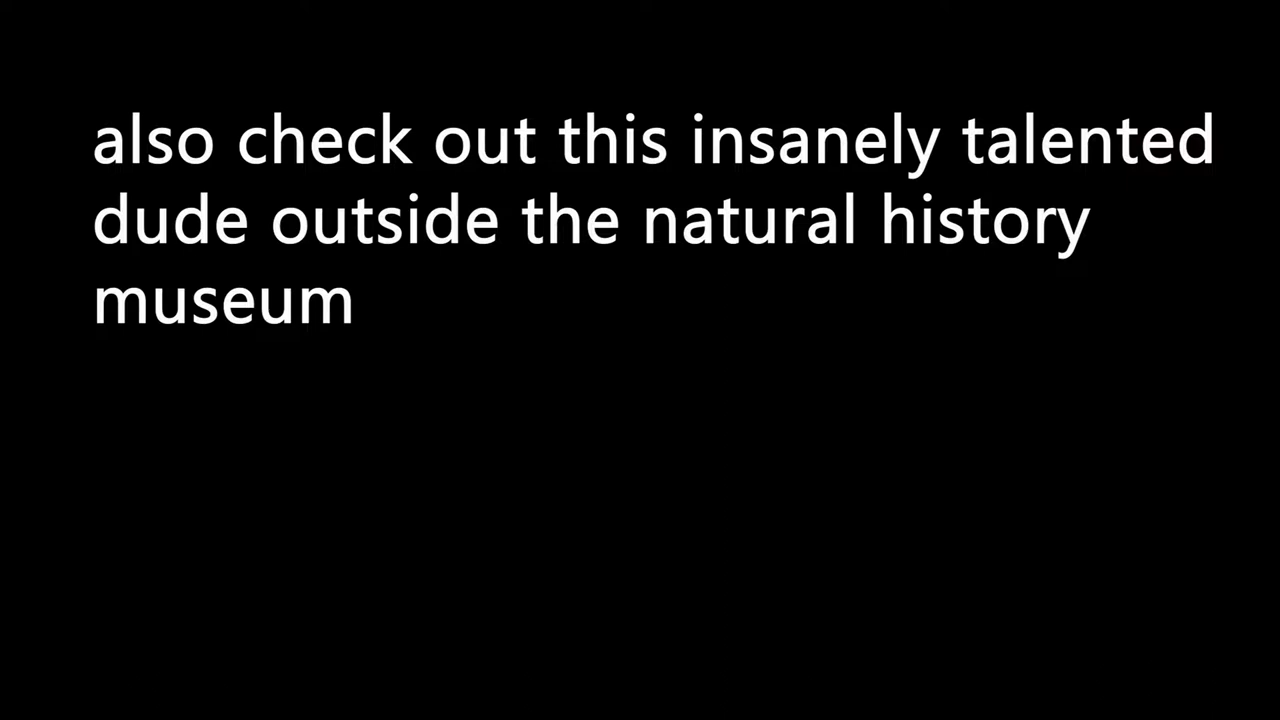 also check out this insanely talented
dude outside the natural history
museum